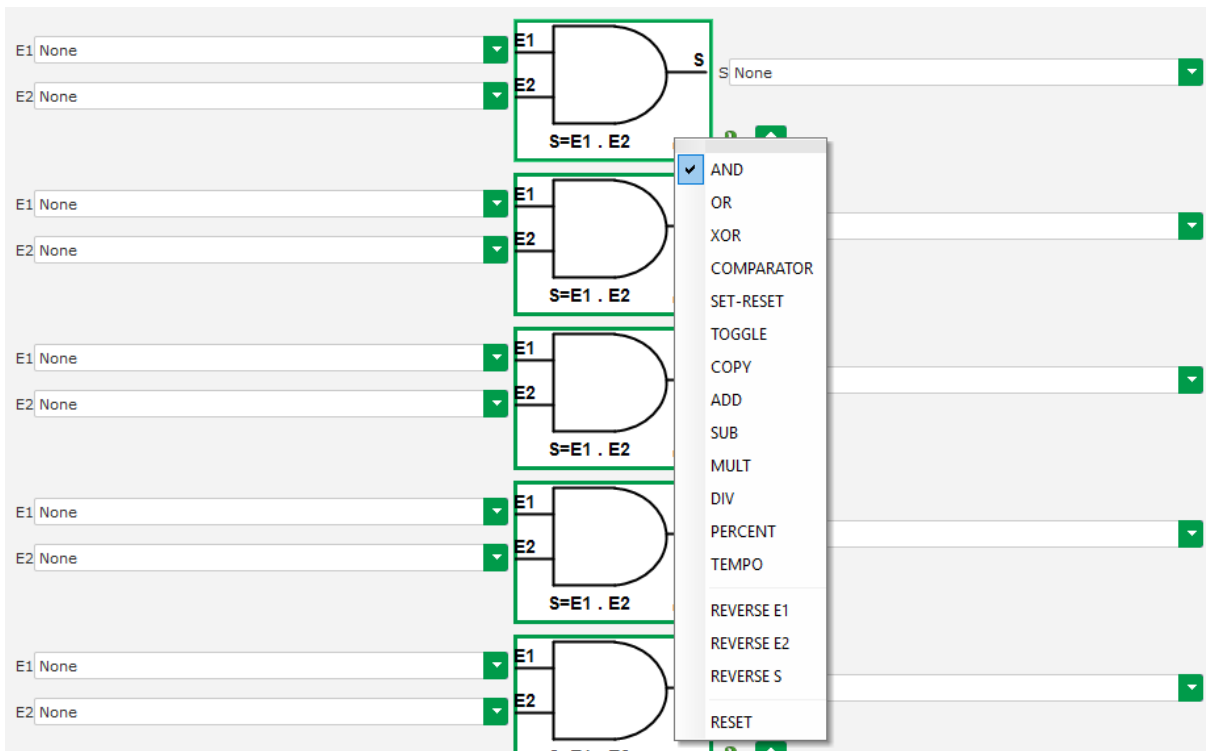 E1 None
E1
S
S None
E2 None
E2
S=E1 . E2
AND
OR
XOR
COMPARATOR
SET-RESET
TOGGLE
COPY
ADD
SUB
MULT
DIV
PERCENT
TEMPO
REVERSE E1
REVERSE E2
REVERSE S
RESET
E1 None
E1
E2 None
E2
S=E1 . E2
E1 None
E1
E2 None
E2
S=E1 . E2
E1 None
E1
E2 None
E2
S=E1 . E2
E1 None
E1
E2 None
E2